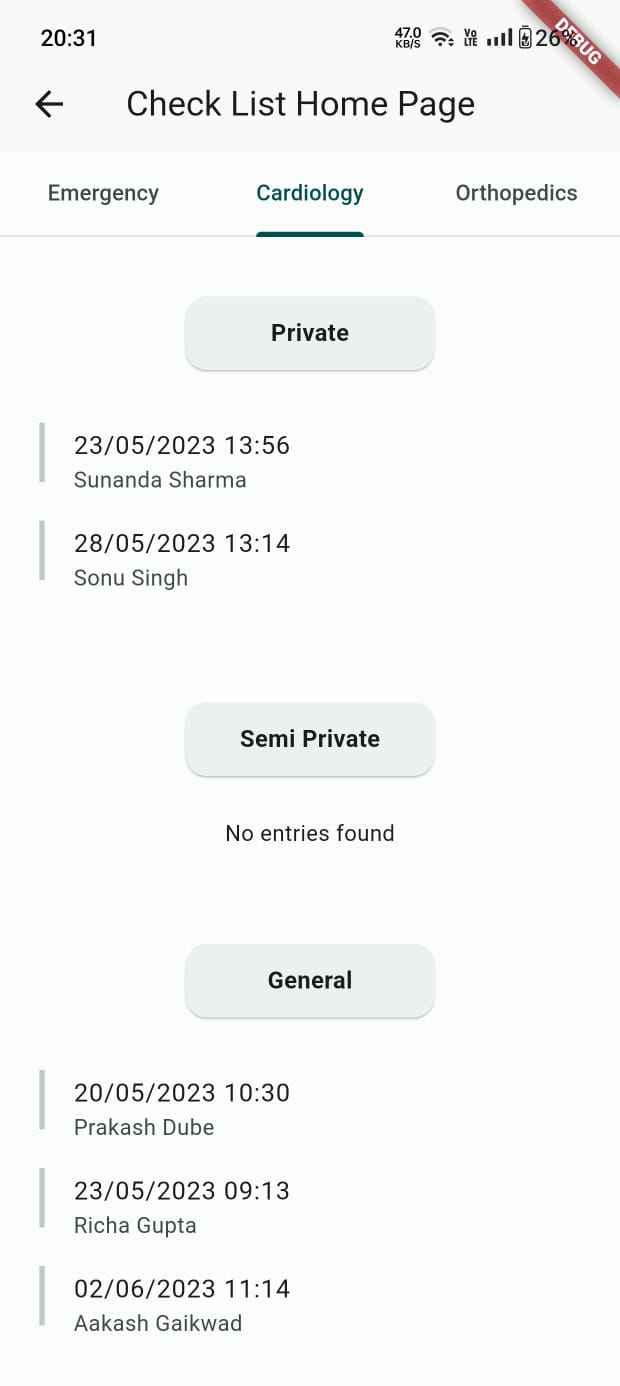 20:31
47.0
KB/S
Vo
LTE
26%
DEBUG
Check List Home Page
Emergency
Cardiology
Orthopedics
Private
23/05/2023 13:56
Sunanda Sharma
28/05/2023 13:14
Sonu Singh
Semi Private
No entries found
General
20/05/2023 10:30
Prakash Dube
23/05/2023 09:13
Richa Gupta
02/06/2023 11:14
Aakash Gaikwad